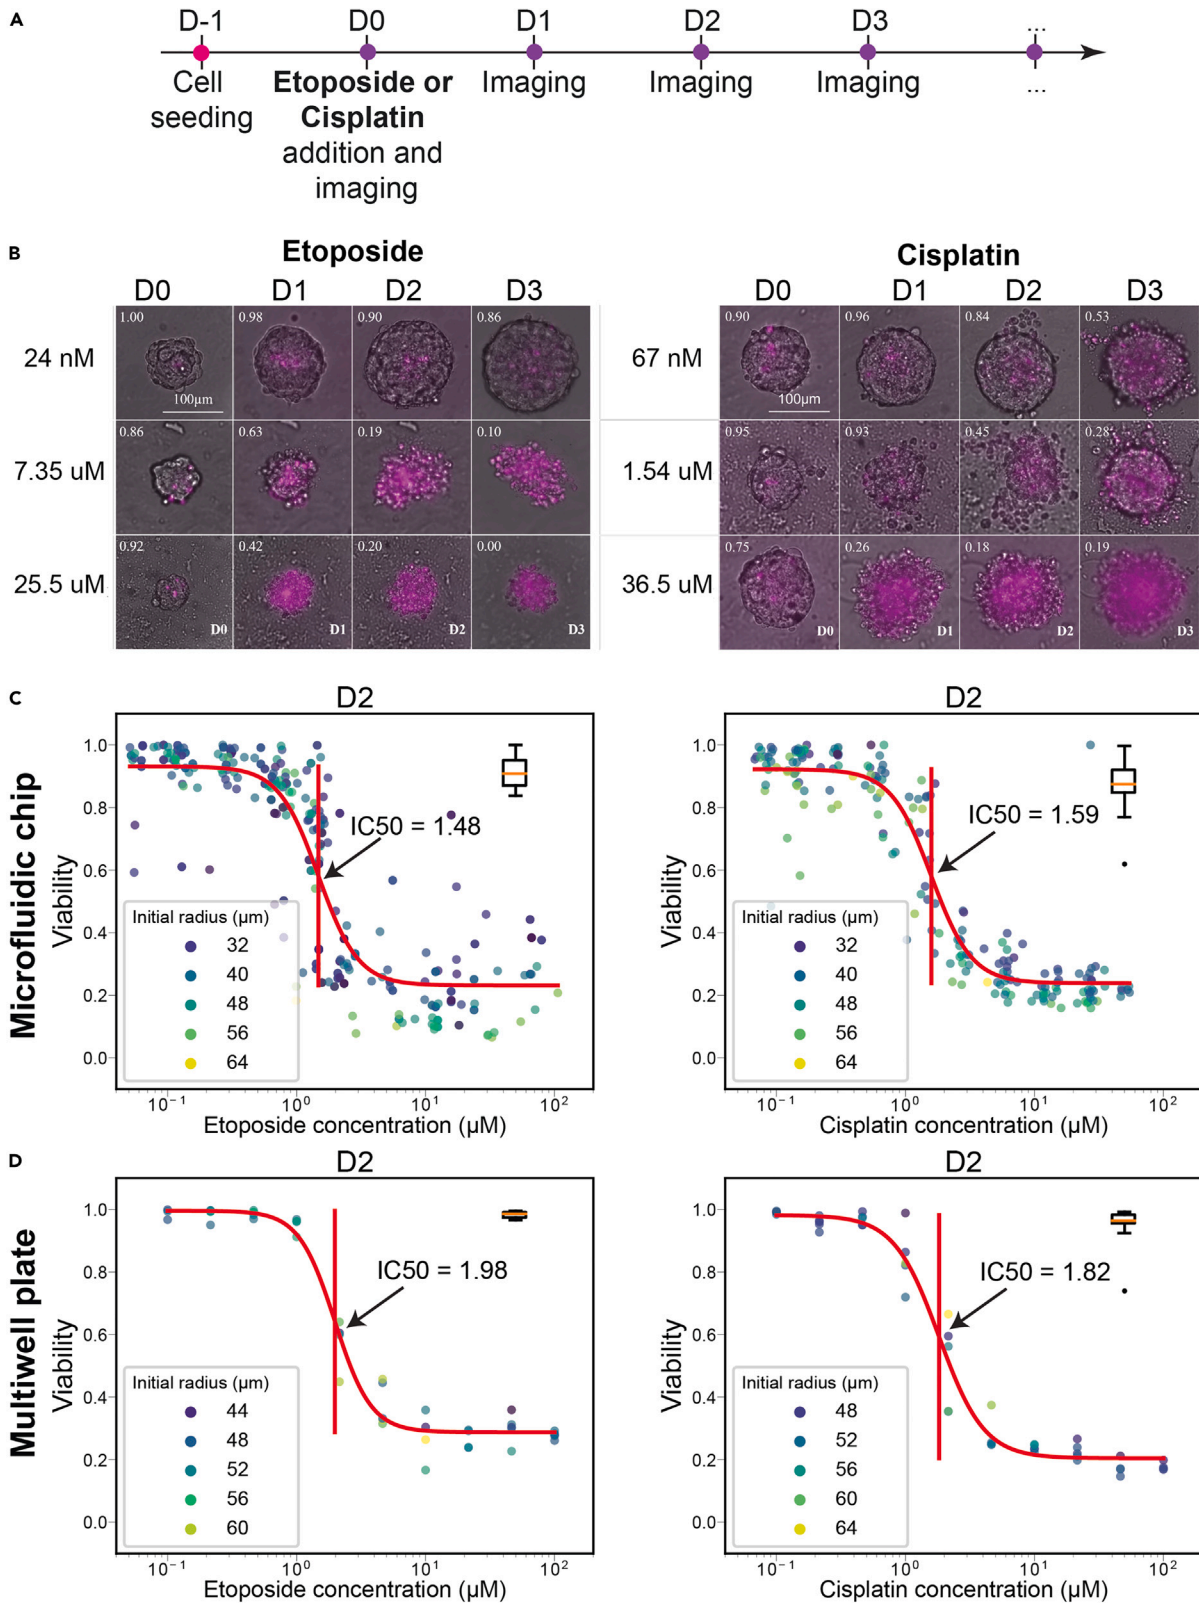 A
D-1 D0 D1 D2 D3 ...
Cell seeding
Etoposide or Cisplatin addition and imaging
Imaging
Imaging
Imaging
...
B
Etoposide
D0 D1 D2 D3
24 nM
1.00 0.98 0.90 0.86
100µm
7.35 uM
0.86 0.63 0.19 0.10
25.5 uM
0.92 0.42 0.20 0.00
D0 D1 D2 D3
Cisplatin
D0 D1 D2 D3
67 nM
0.90 0.96 0.84 0.53
100µm
1.54 uM
0.95 0.93 0.45 0.28
36.5 uM
0.75 0.26 0.18 0.19
D0 D1 D2 D3
C
Microfluidic chip
D2
Viability
1.0
0.8
0.6
0.4
0.2
0.0
IC50 = 1.48
Initial radius (µm)
32
40
48
56
64
10⁻¹ 10⁰ 10¹ 10²
Etoposide concentration (µM)
Viability
1.0
0.8
0.6
0.4
0.2
0.0
IC50 = 1.59
Initial radius (µm)
32
40
48
56
64
10⁻¹ 10⁰ 10¹ 10²
Cisplatin concentration (µM)
D
Multiwell plate
D2
Viability
1.0
0.8
0.6
0.4
0.2
0.0
IC50 = 1.98
Initial radius (µm)
44
48
52
56
60
10⁻¹ 10⁰ 10¹ 10²
Etoposide concentration (µM)
D2
Viability
1.0
0.8
0.6
0.4
0.2
0.0
IC50 = 1.82
Initial radius (µm)
48
52
56
60
64
10⁻¹ 10⁰ 10¹ 10²
Cisplatin concentration (µM)
D2